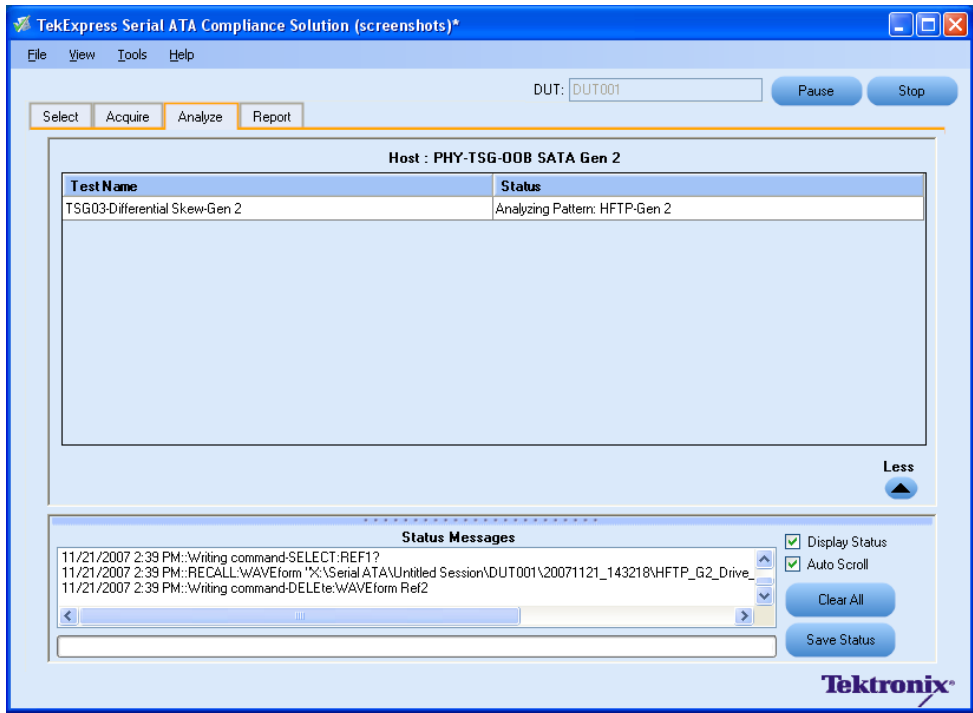 TekExpress Serial ATA Compliance Solution (screenshots)*
File View Tools Help
DUT: DUT001 Pause Stop
Select Acquire Analyze Report
Host : PHY-TSG-OOB SATA Gen 2
Test Name Status
TSG03-Differential Skew-Gen 2 Analyzing Pattern: HFTP-Gen 2
Less
Status Messages
11/21/2007 2:39 PM::Writing command-SELECT:REF1?
11/21/2007 2:39 PM::RECALL:WAVEform "X:\Serial ATA\Untitled Session\DUT001\20071121_143218\HFTP_G2_Drive_
11/21/2007 2:39 PM::Writing command-DELEte:WAVEform Ref2
Display Status
Auto Scroll
Clear All
Save Status
Tektronix